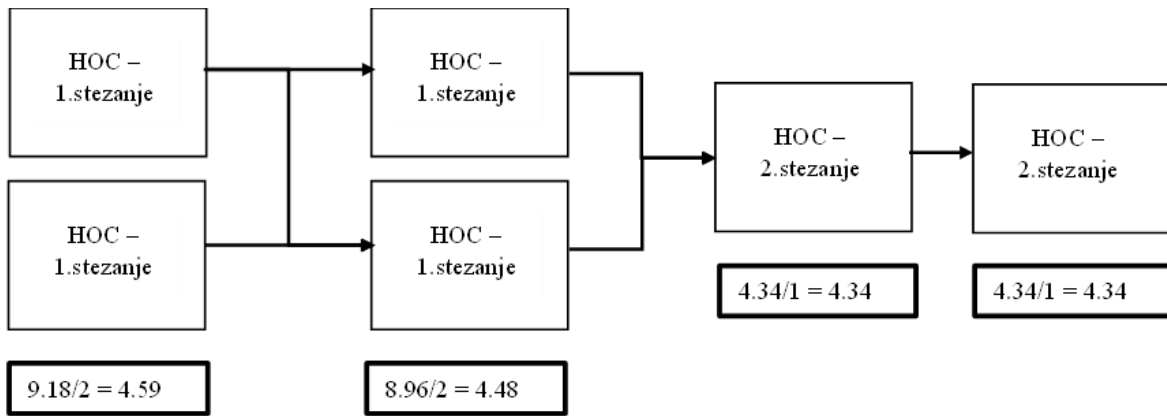 HOC –
1.stezanje
HOC –
1.stezanje
HOC –
2.stezanje
HOC –
2.stezanje
HOC –
1.stezanje
HOC –
1.stezanje
4.34/1 = 4.34
4.34/1 = 4.34
9.18/2 = 4.59
8.96/2 = 4.48